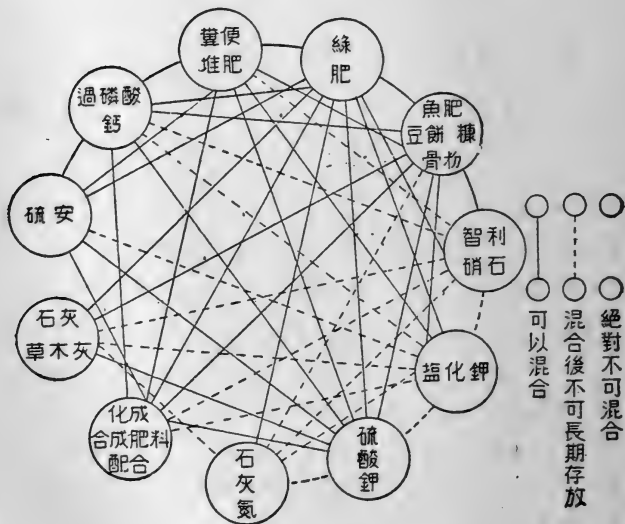 糞便
堆肥
綠
肥
魚肥
豆餅 糠
骨粉
智利
硝石
塩化鉀
硫
酸
鉀
石
灰
氮
化成
合成肥料
配合
石灰
草木灰
硫安
過磷酸
鈣
可以混合
混合後不可長期存放
絕對不可混合